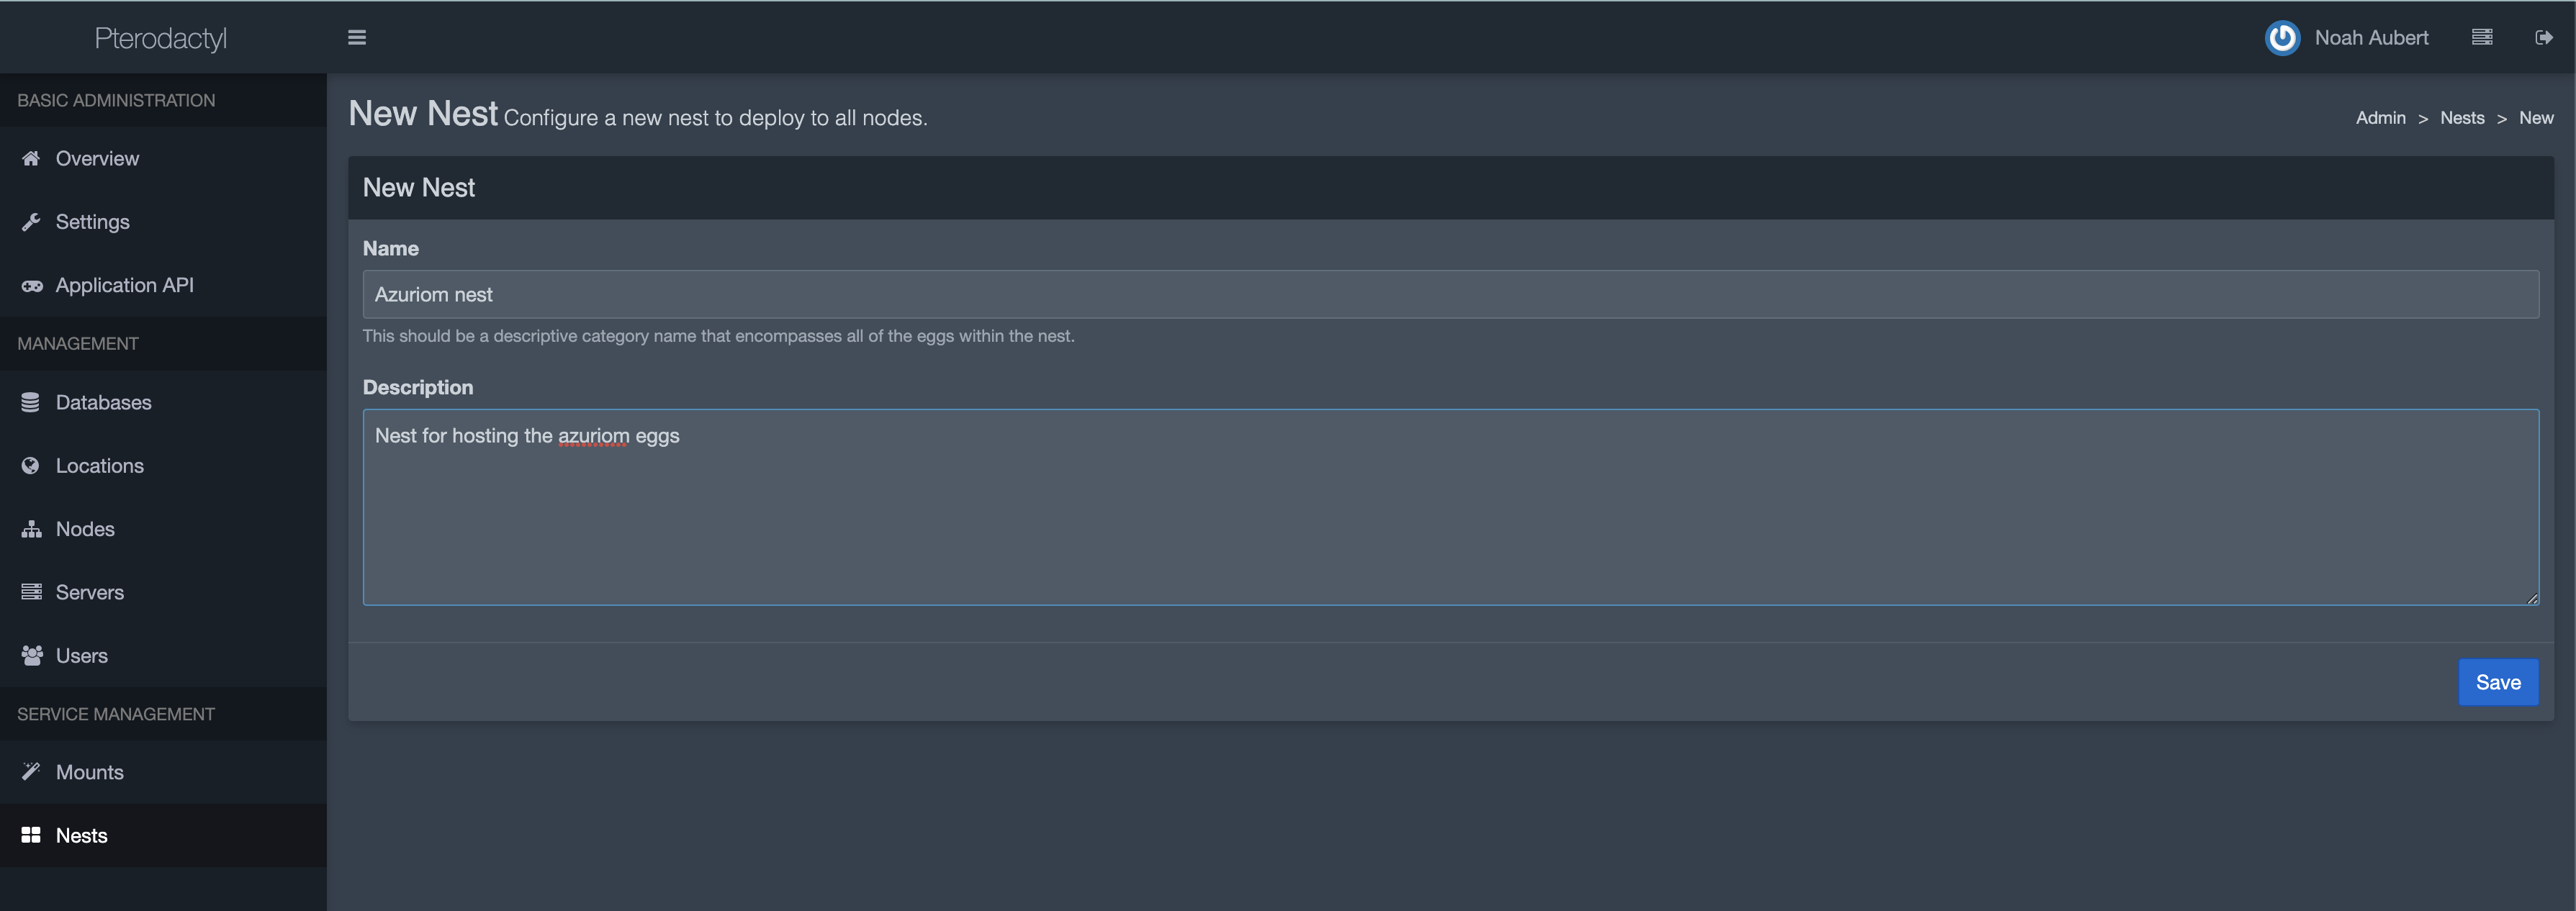 Pterodactyl
Noah Aubert
BASIC ADMINISTRATION
Overview
Settings
Application API
MANAGEMENT
Databases
Locations
Nodes
Servers
Users
SERVICE MANAGEMENT
Mounts
Nests
New Nest Configure a new nest to deploy to all nodes.
Admin > Nests > New
New Nest
Name
Azuriom nest
This should be a descriptive category name that encompasses all of the eggs within the nest.
Description
Nest for hosting the azuriom eggs
Save